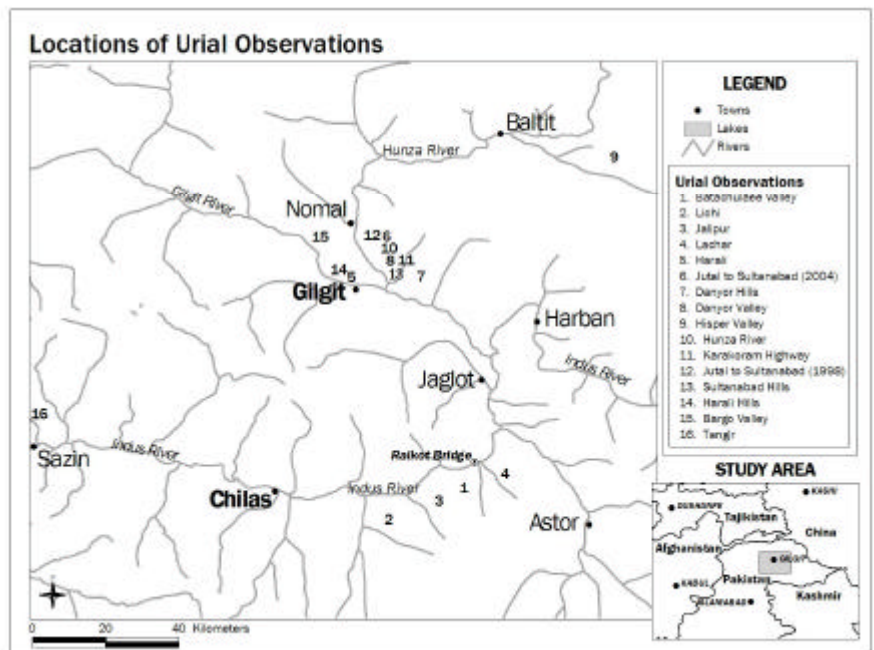 Locations of Urial Observations
Baltit
Hunza River
9
Gilgit River
Nomal
15
12 6
10
8 11
14
5
13
7
Gilgit
Harban
Indus River
Jaglot
16
Sazin
Indus River
Raikot Bridge
4
Chilas
Indus River
3
1
2
Astor
0 20 40 Kilometers
LEGEND
Towns
Lakes
Rivers
Urial Observations
1. Valley
2. Lichi
3. Jalipur
4. Lachar
5. Harali
6. Jutal to Sultanabad (2004)
7. Danyor Hills
8. Danyor Valley
9. Hisper Valley
10. Hunza River
11. Karakoram Highway
12. Jutal to Sultanabad (1998)
13. Sultanabad Hills
14. Harali Hills
15. Bargo Valley
16. Tangir
STUDY AREA
KASHI
Tajikistan
China
Afghanistan
GILGIT
KABUL
Pakistan
Kashmir
ISLAMABAD